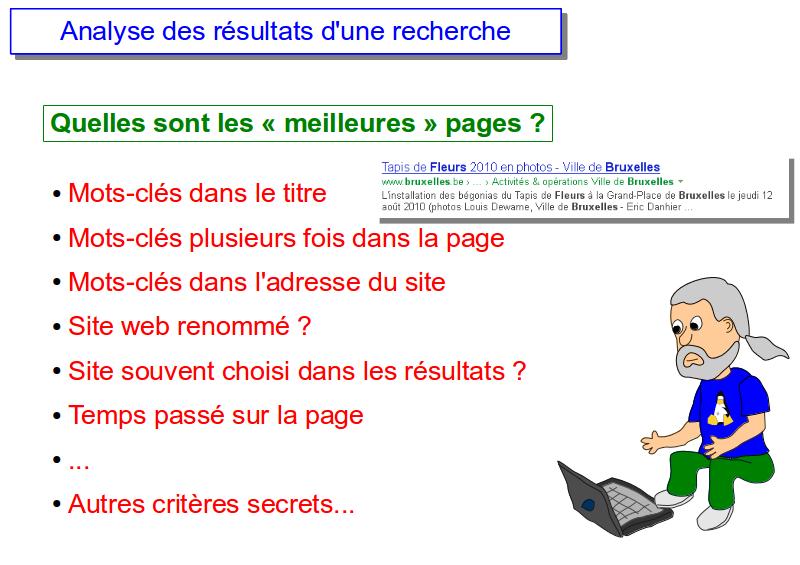 Analyse des résultats d'une recherche
Quelles sont les « meilleures » pages ?
Tapis de Fleurs 2010 en photos - Ville de Bruxelles
www.bruxelles.be › ... › Activités & opérations Ville de Bruxelles
L'installation des bégonias du Tapis de Fleurs à la Grand-Place de Bruxelles le jeudi 12
août 2010 (photos Louis Dewame, Ville de Bruxelles - Eric Danhier ...
• Mots-clés dans le titre
• Mots-clés plusieurs fois dans la page
• Mots-clés dans l'adresse du site
• Site web renommé ?
• Site souvent choisi dans les résultats ?
• Temps passé sur la page
• ...
• Autres critères secrets...